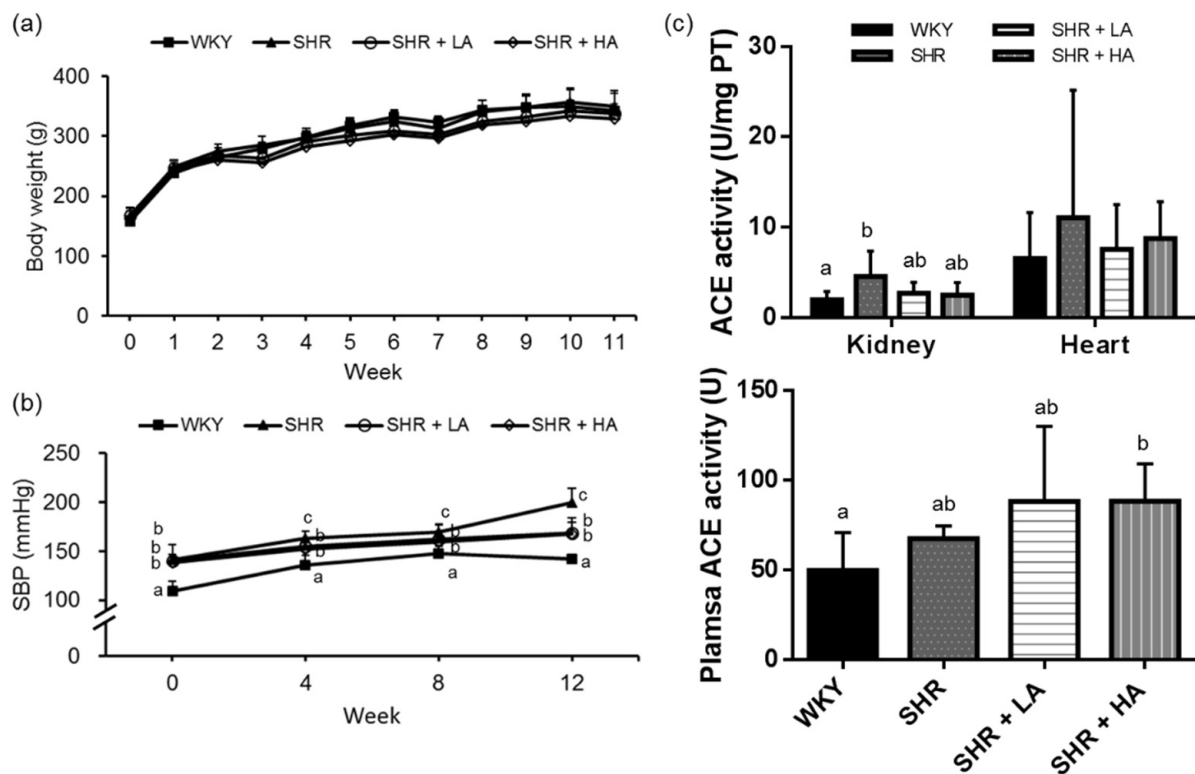 (a)
WKY SHR SHR + LA SHR + HA
Body weight (g)
400
300
200
100
0
0 1 2 3 4 5 6 7 8 9 10 11
Week
(b)
WKY SHR SHR + LA SHR + HA
SBP (mmHg)
250
200
150
100
0
b
b
b
a
c
b
b
a
c
b
b
a
c
b
b
a
0 4 8 12
Week
(c)
WKY SHR + LA
SHR SHR + HA
ACE activity (U/mg PT)
30
20
10
0
a b ab ab
Kidney Heart
Plamsa ACE activity (U)
150
100
50
0
a ab ab b
WKY SHR SHR + LA SHR + HA